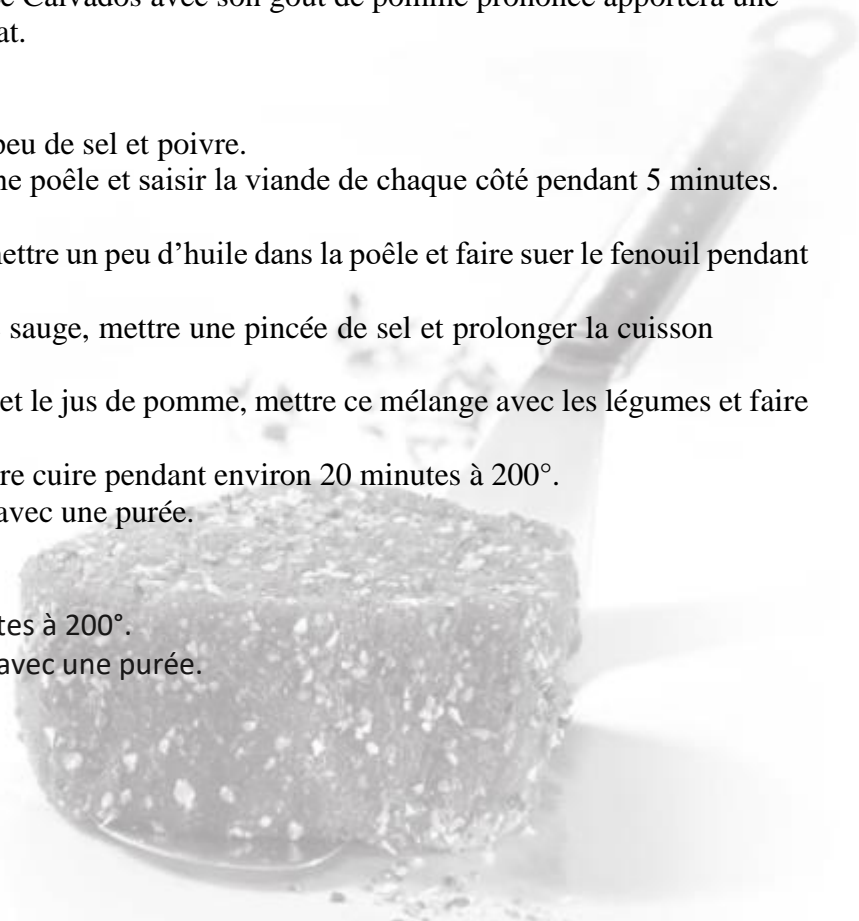 e Calvados avec son goût de pomme prononcée apportera une
at.
peu de sel et poivre.
ne poêle et saisir la viande de chaque côté pendant 5 minutes.
nettre un peu d’huile dans la poêle et faire suer le fenouil pendant
sauge, mettre une pincée de sel et prolonger la cuisson
et le jus de pomme, mettre ce mélange avec les légumes et faire
re cuire pendant environ 20 minutes à 200°.
avec une purée.
tes à 200°.
avec une purée.